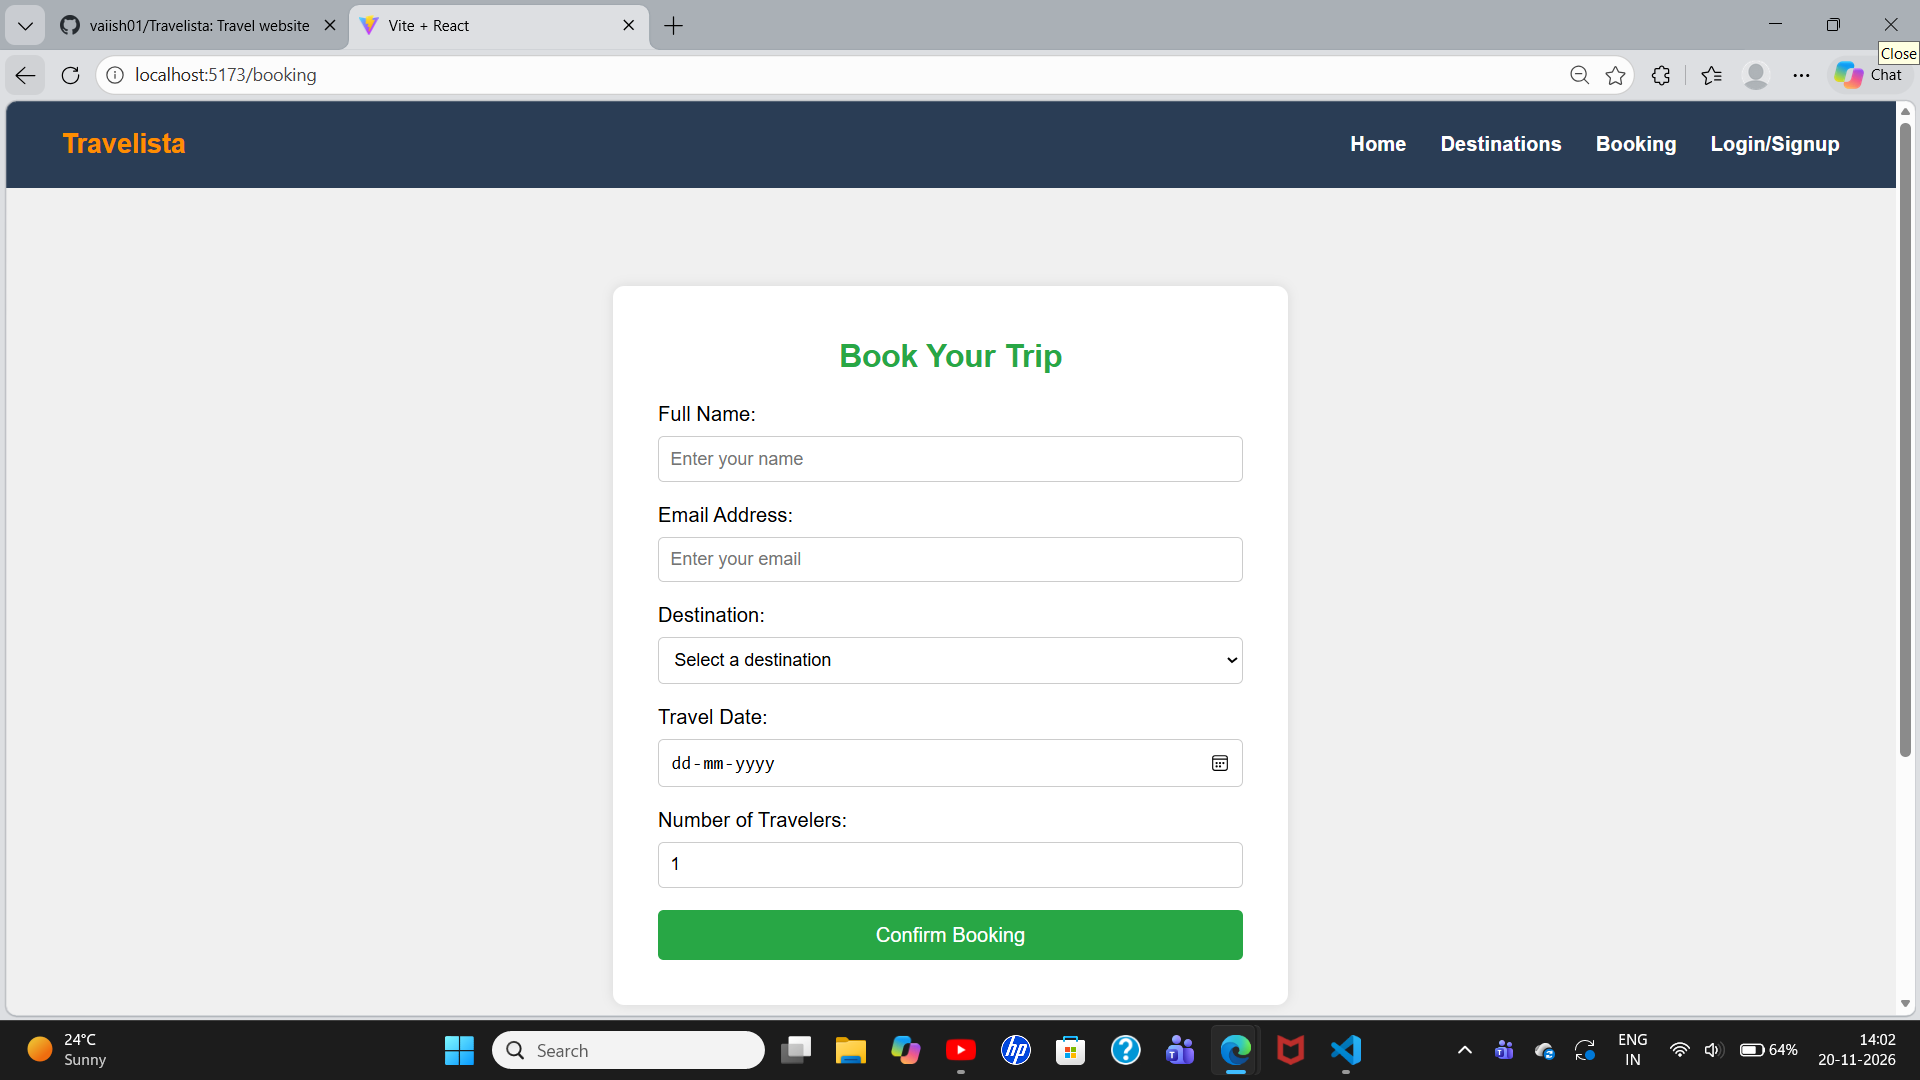 vaiish01/Travelista: Travel website
Vite + React
Close
localhost:5173/booking
Chat
Travelista
Home Destinations Booking Login/Signup
Book Your Trip
Full Name:
Enter your name
Email Address:
Enter your email
Destination:
Select a destination
Travel Date:
dd-mm-yyyy
Number of Travelers:
1
Confirm Booking
24°C
Sunny
Search
hp
ENG
IN
64%
14:02
20-11-2026